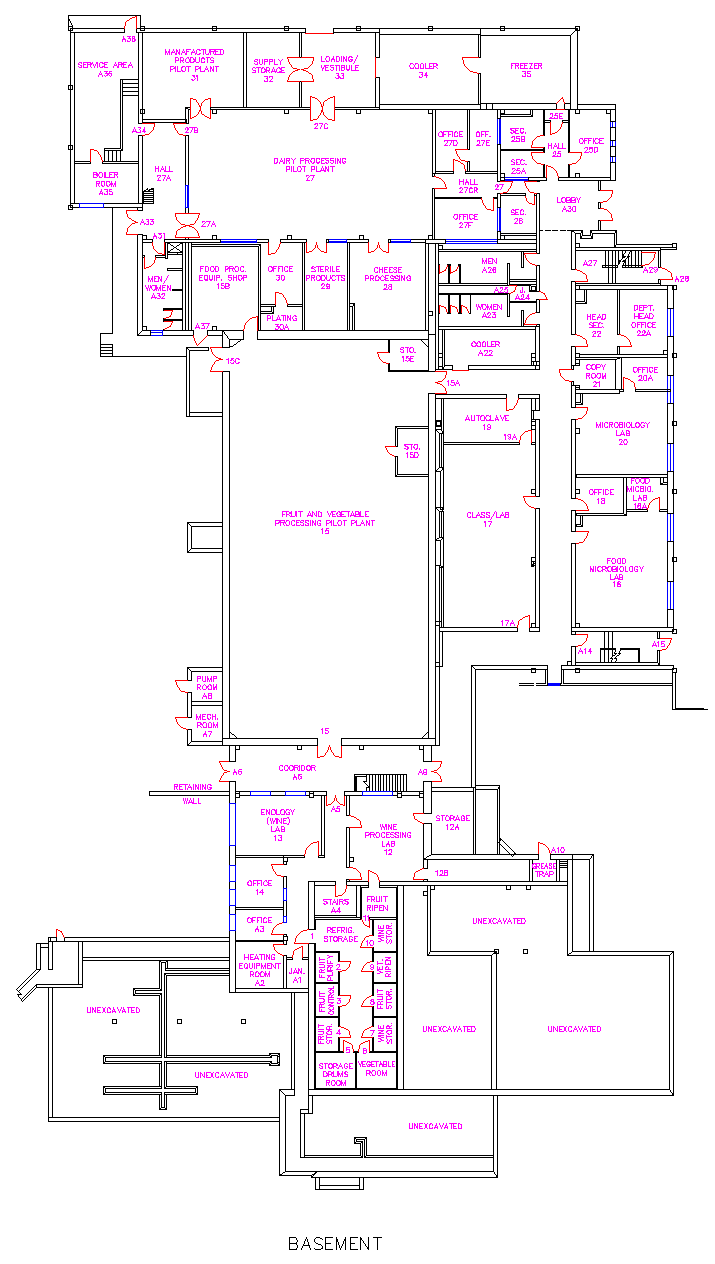 A38
SERVICE AREA
A36
MANUFACTURED
PRODUCTS
PILOT PLANT
31
SUPPLY
STORAGE
32
LOADING/
VESTIBULE
33
COOLER
34
FREEZER
35
A34
27B
27C
BOILER
ROOM
A35
HALL
27A
DAIRY PROCESSING
PILOT PLANT
27
OFFICE
27D
OFF.
27E
SEC.
25B
25E
HALL
25
OFFICE
25D
SEC.
25A
HALL
27CR
27
LOBBY
A30
OFFICE
27F
SEC.
26
A33
27A
A31
MEN/
WOMEN
A32
FOOD PROC.
EQUIP. SHOP
15B
OFFICE
30
STERILE
PRODUCTS
29
CHEESE
PROCESSING
28
MEN
A26
A27
A29
A28
A25
A24
WOMEN
A23
PLATING
30A
A37
HEAD
SEC.
22
DEPT.
HEAD
OFFICE
22A
15C
STO.
15E
COOLER
A22
COPY
ROOM
21
OFFICE
20A
15A
AUTOCLAVE
19
19A
MICROBIOLOGY
LAB
20
STO.
15D
FRUIT AND VEGETABLE
PROCESSING PILOT PLANT
15
CLASS/LAB
17
OFFICE
18
FOOD
MICBIO.
LAB
16A
FOOD
MICROBIOLOGY
LAB
16
17A
A14
A15
PUMP
ROOM
A8
MECH.
ROOM
A7
15
A6
COORIDOR
A5
A9
RETAINING
WALL
A5
ENOLOGY
(WINE)
LAB
13
WINE
PROCESSING
LAB
12
STORAGE
12A
A10
12B
GREASE
TRAP
OFFICE
14
STAIRS
A4
FRUIT
RIPEN
OFFICE
A3
1
REFRIG.
STORAGE
11
10
WINE
STOR.
UNEXCAVATED
HEATING
EQUIPMENT
ROOM
A2
JAN.
A1
FRUIT
PURIFY
2
9
VET.
RIPEN
FRUIT
CONTROL
3
8
FRUIT
STOR.
FRUIT
STOR.
4
7
WINE
STOR.
5
6
STORAGE
DRUMS
ROOM
VEGETABLE
ROOM
UNEXCAVATED
UNEXCAVATED
UNEXCAVATED
UNEXCAVATED
UNEXCAVATED
BASEMENT